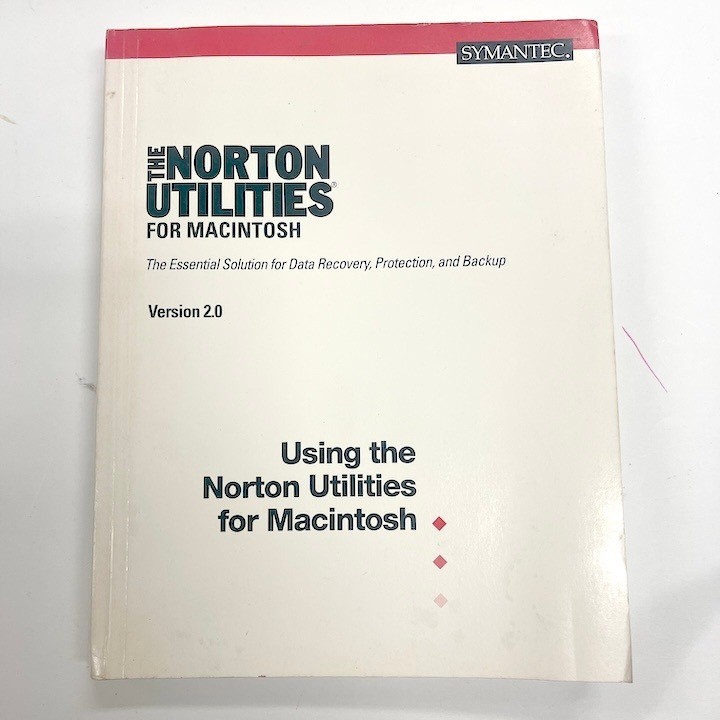 SYMANTEC.
THE NORTON
UTILITIES®
FOR MACINTOSH
The Essential Solution for Data Recovery, Protection, and Backup
Version 2.0
Using the
Norton Utilities
for Macintosh